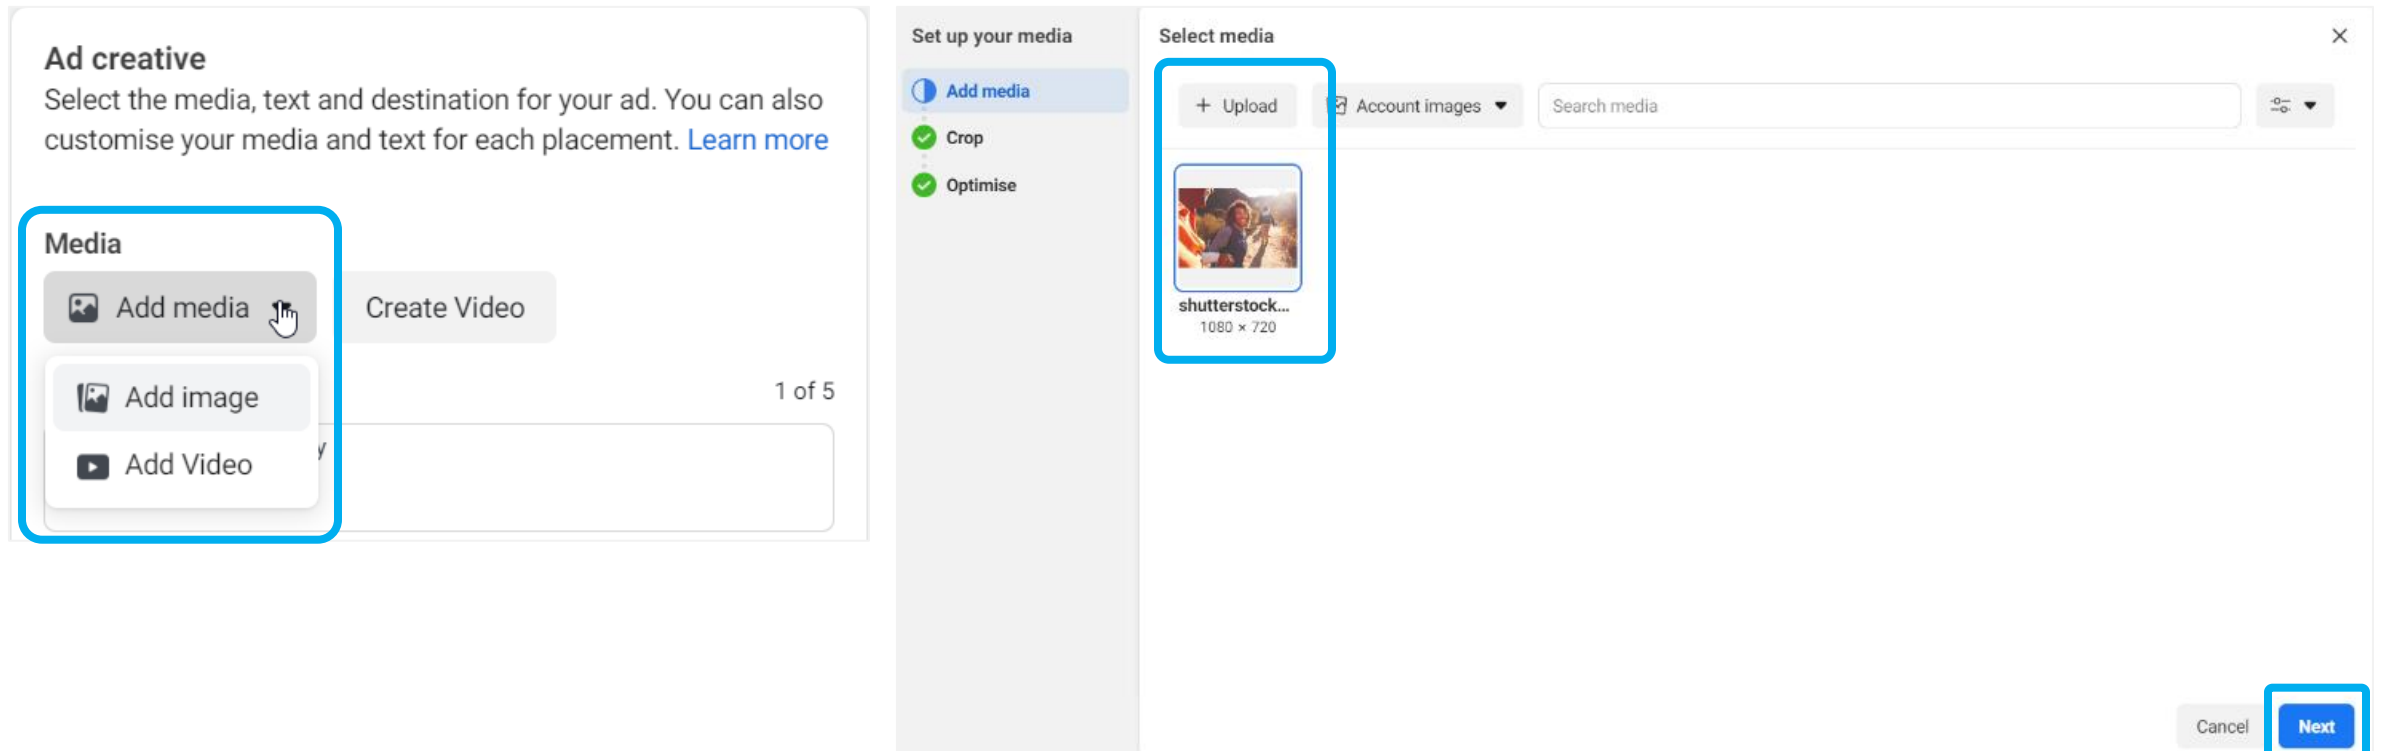 Ad creative
Select the media, text and destination for your ad. You can also
customise your media and text for each placement. Learn more
Media
Add media
Create Video
Add image
Add Video
1 of 5
y
Set up your media
Add media
Crop
Optimise
Select media
+ Upload
Account images
Search media
shutterstock...
1080 × 720
Cancel
Next